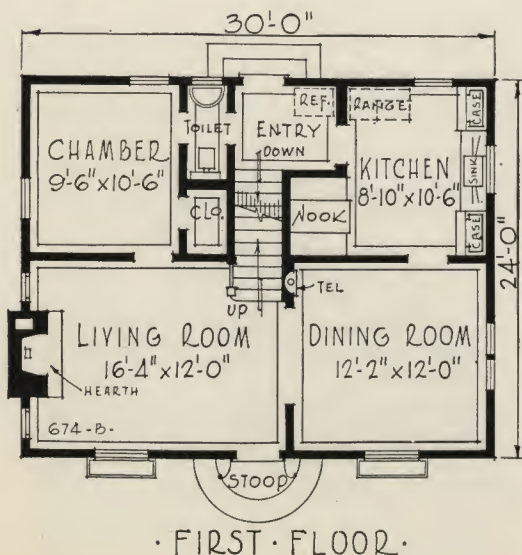 30'-0"
REF.
RANGE
CASE
TOILET
ENTRY
DOWN
CHAMBER
9'-6"x10'-6"
KITCHEN
8'-10"x10'-6"
SINK
CLO.
NOOK
CASE
24'-0"
UP
TEL
LIVING ROOM
16'-4"x12'-0"
DINING ROOM
12'-2"x12'-0"
HEARTH
674-B-
STOOP
· FIRST · FLOOR ·